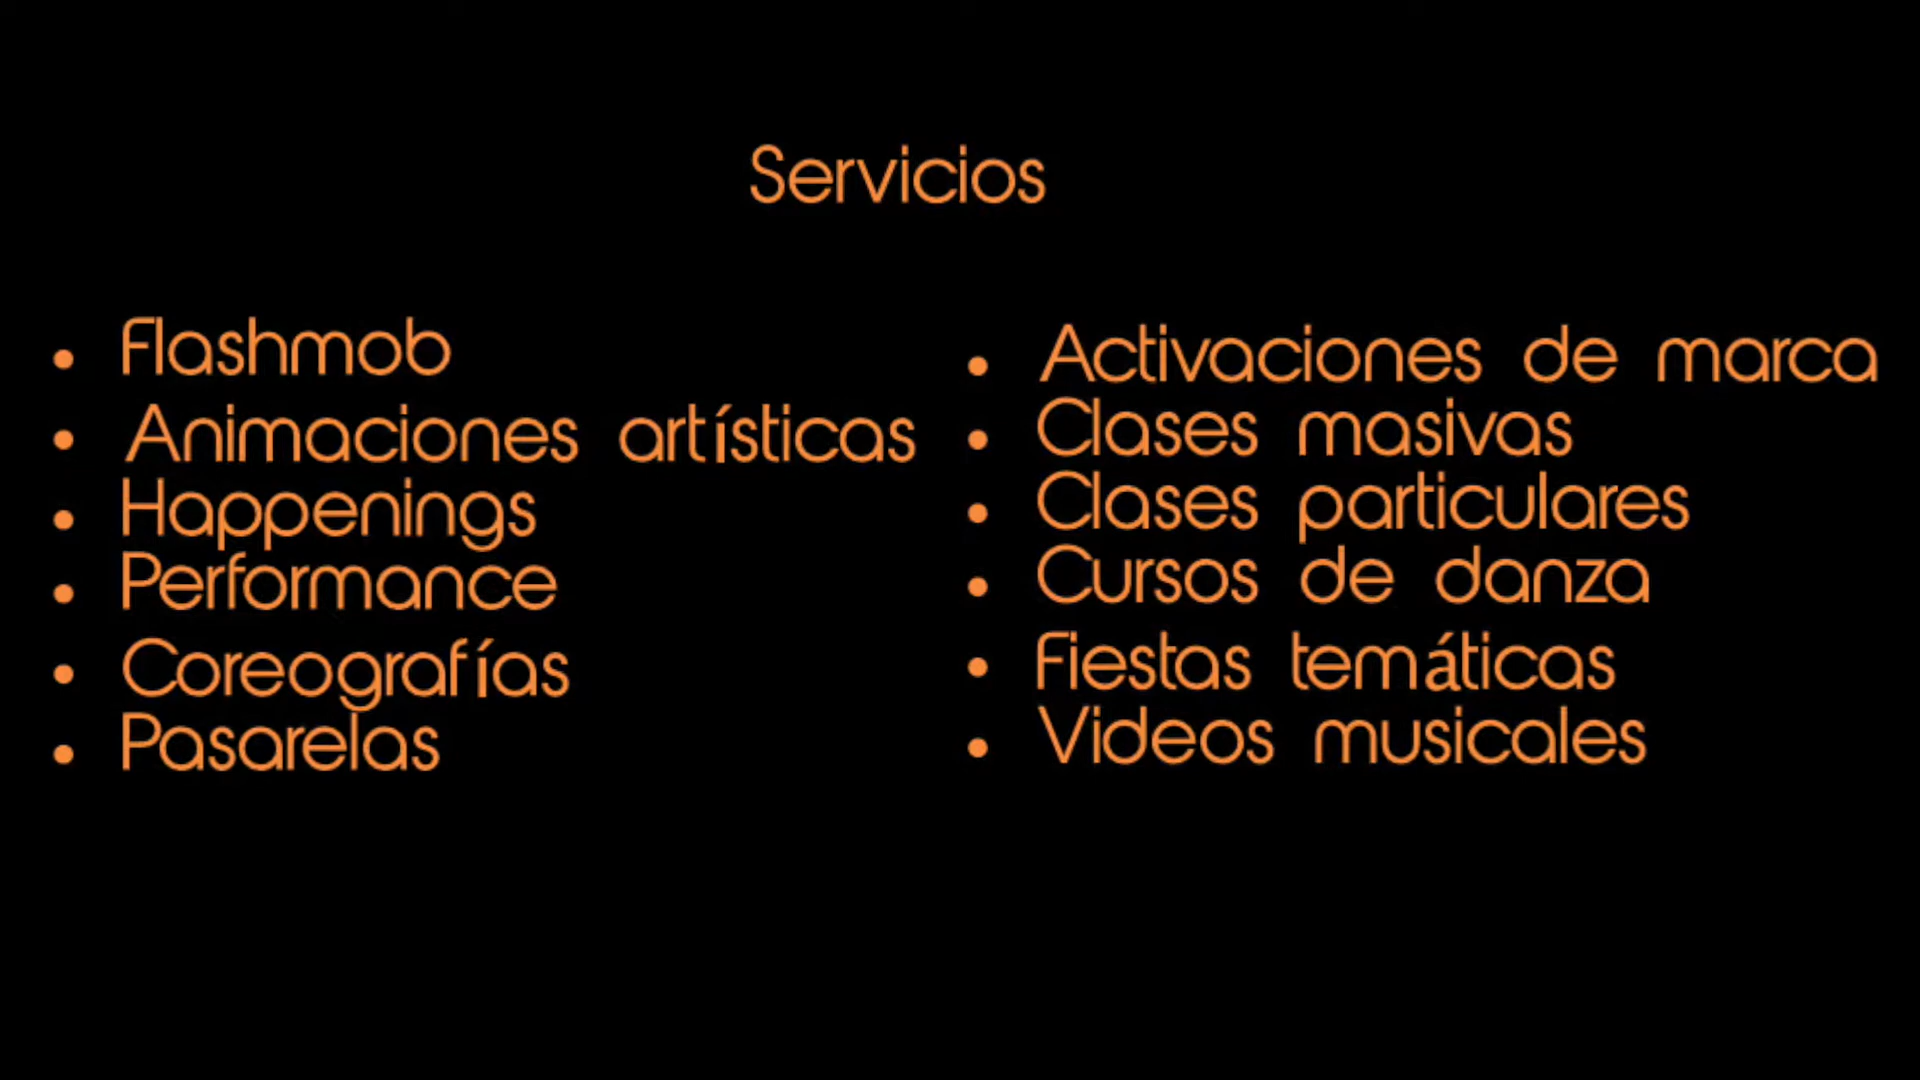 Servicios
Flashmob
Animaciones artísticas
Happenings
Performance
Coreografías
Pasarelas
Activaciones de marca
Clases masivas
Clases particulares
Cursos de danza
Fiestas temáticas
Videos musicales